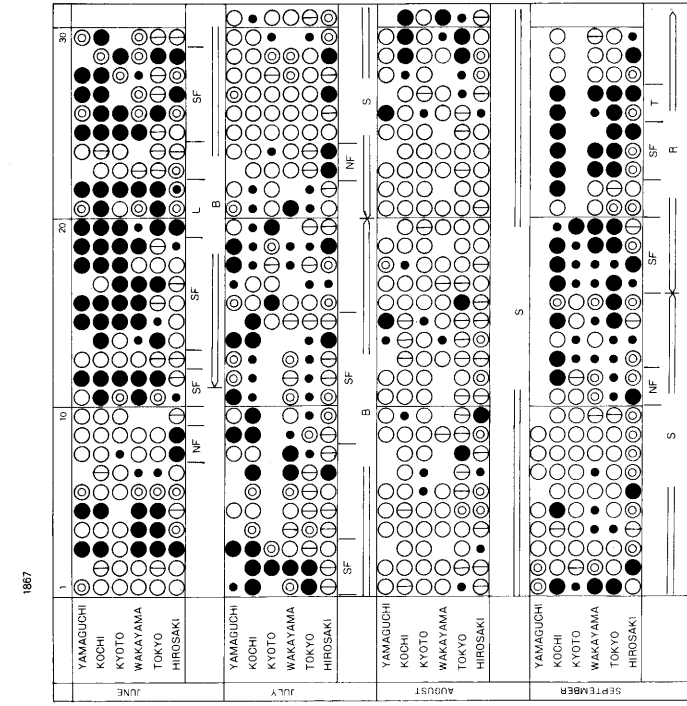 1867
1 10 20 30
JUNE
YAMAGUCHI
KOCHI
KYOTO
WAKAYAMA
TOKYO
HIROSAKI
NF SF SF L SF
B
JULY
YAMAGUCHI
KOCHI
KYOTO
WAKAYAMA
TOKYO
HIROSAKI
SF SF NF
B S
AUGUST
YAMAGUCHI
KOCHI
KYOTO
WAKAYAMA
TOKYO
HIROSAKI
S
SEPTEMBER
YAMAGUCHI
KOCHI
KYOTO
WAKAYAMA
TOKYO
HIROSAKI
NF SF SF T
S R